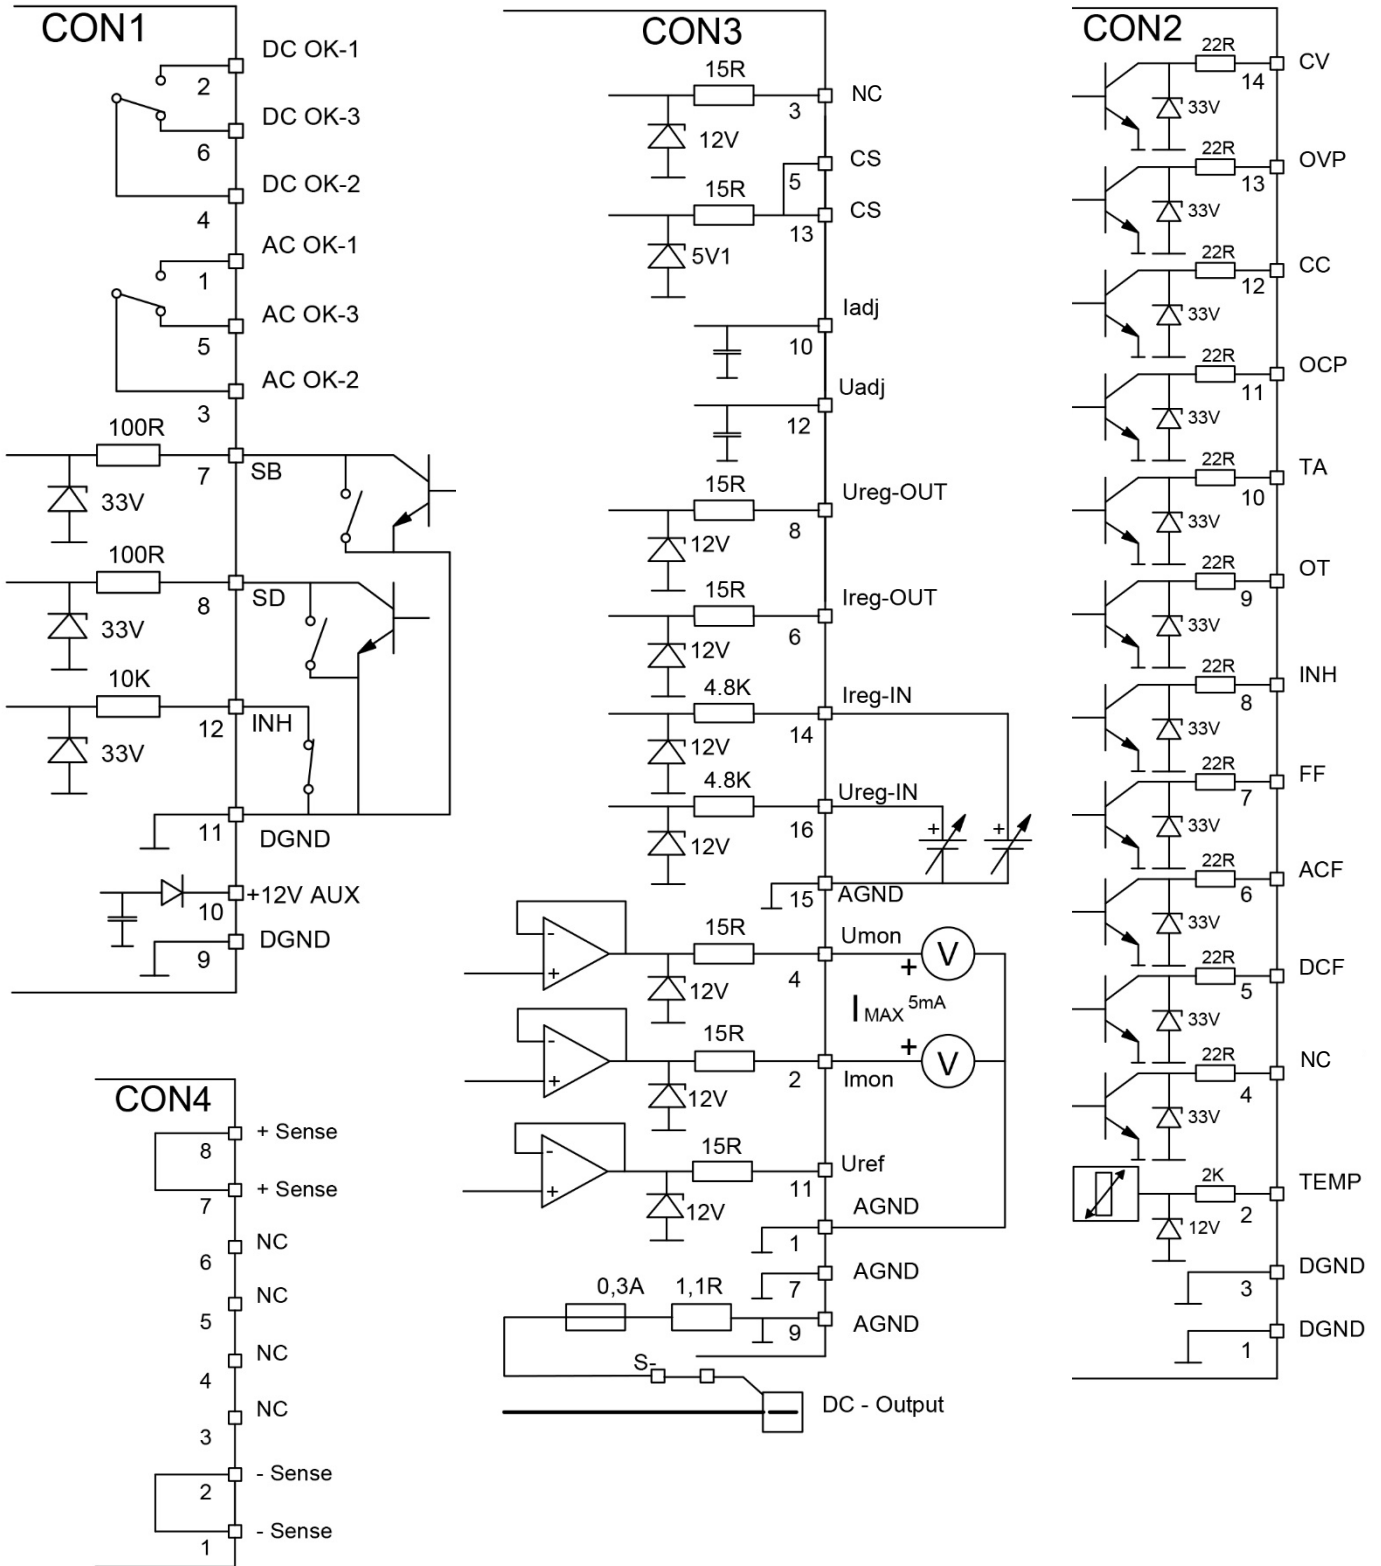 CON1
DC OK-1
2
DC OK-3
6
DC OK-2
4
AC OK-1
1
AC OK-3
5
AC OK-2
3
100R
7
SB
33V
100R
8
SD
33V
10K
12
INH
33V
11
DGND
10
+12V AUX
9
DGND
CON4
+ Sense
8
+ Sense
7
NC
6
NC
5
NC
4
NC
3
- Sense
2
- Sense
1
CON3
15R
NC
3
12V
CS
5
15R
CS
13
5V1
Iadj
10
Uadj
12
15R
Ureg-OUT
8
12V
15R
Ireg-OUT
6
12V
4.8K
Ireg-IN
14
12V
4.8K
Ureg-IN
16
12V
+
+
15
AGND
-
+
15R
Umon
4
12V
+
V
I MAX 5mA
-
+
15R
2
Imon
12V
+
V
-
+
15R
Uref
11
12V
AGND
1
AGND
7
0,3A
1,1R
9
AGND
S-
DC - Output
CON2
22R
CV
14
33V
22R
OVP
13
33V
22R
CC
12
33V
22R
OCP
11
33V
22R
TA
10
33V
22R
OT
9
33V
22R
INH
8
33V
22R
FF
7
33V
22R
ACF
6
33V
22R
DCF
5
33V
22R
NC
4
33V
2K
TEMP
2
12V
DGND
3
DGND
1